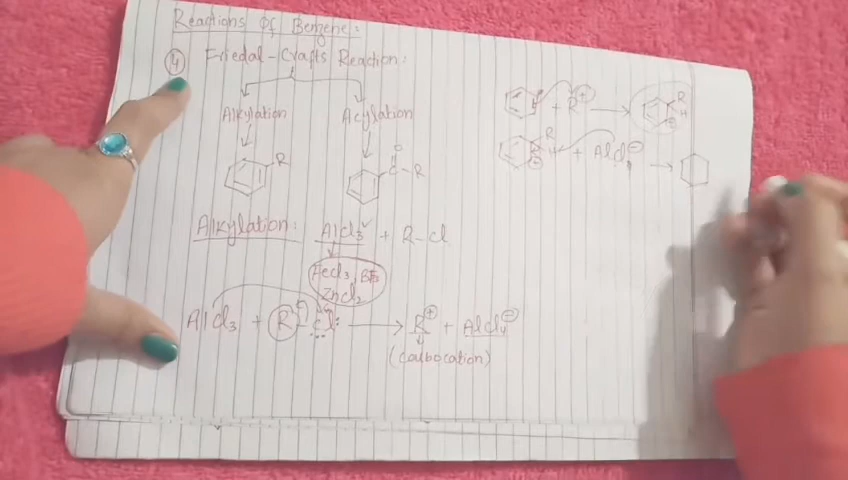 Reactions Of Benzene:
④ Friedal-Crafts Reaction:
Alkylation Acylation
R
O
C-R
Alkylation: AlCl3 + R-Cl
FeCl3, BF3
ZnCl2
AlCl3 + R-Cl: → R⊕ + AlCl4⊖
(Carbocation)
+ R⊕ → R
H
⊕
R
H + AlCl4⊖ →
⊕